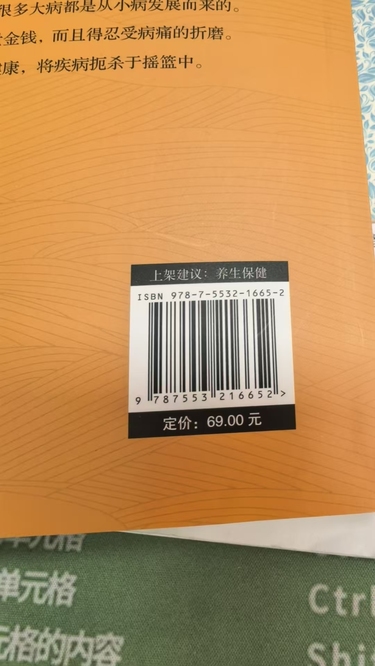 很多大病都是从小病发展而来的。
金钱，而且得忍受病痛的折磨。
健康，将疾病扼杀于摇篮中。
上架建议：养生保健
ISBN 978-7-5532-1665-2
9 787553 216652 >
定价：69.00 元
单元格
单元格
元格的内容
Ctrl
Shi